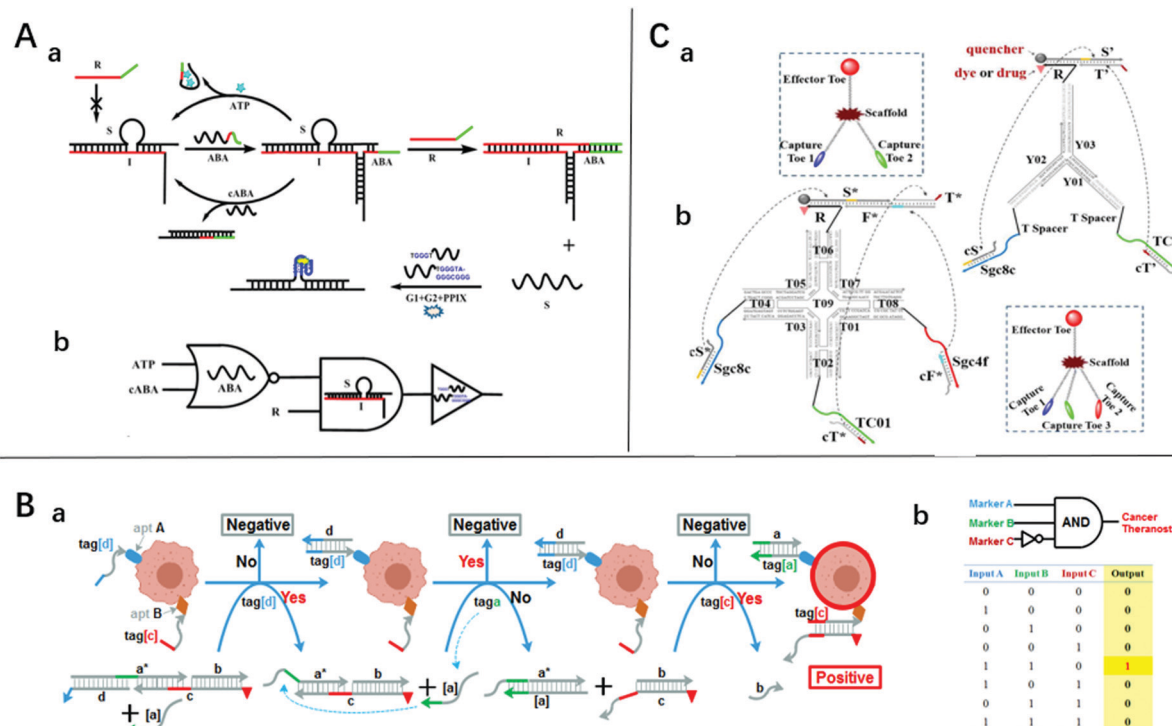 A
a
R
S
I
ATP
ABA
cABA
S
I
ABA
R
R
ABA
+
S
TGGGT
TGGGTA-
GGGCGGG
G1+G2+PPIX
b
ATP
cABA
ABA
R
S
I
C
a
Effector Toe
Scaffold
Capture
Toe 1
Capture
Toe 2
quencher
dye or drug
R
S'
T'
Y02
Y03
Y01
T Spacer
T Spacer
cS'
Sgc8c
TC
cT'
b
S*
T*
R
F*
T06
T05
T07
T04
T09
T08
T03
T01
T02
cS*
Sgc8c
Sgc4f
cF*
TC01
cT*
Effector Toe
Scaffold
Capture
Toe 1
Capture
Toe 2
Capture Toe 3
B
a
tag[d]
apt A
apt B
tag[c]
Negative
No
tag[d]
Yes
d
tag[d]
Negative
Yes
taga
No
d
tag[d]
Negative
No
tag[c]
Yes
a
tag[a]
tag[c]
Positive
a*
b
d
c
+
[a]
a*
b
c
+
[a]
a*
[a]
+
b
c
b
b
Marker A
Marker B
Marker C
AND
Cancer
Theranost
Input A Input B Input C Output
0 0 0 0
1 0 0 0
0 1 0 0
0 0 1 0
1 1 0 1
1 0 1 0
0 1 1 0
1 1 1 0